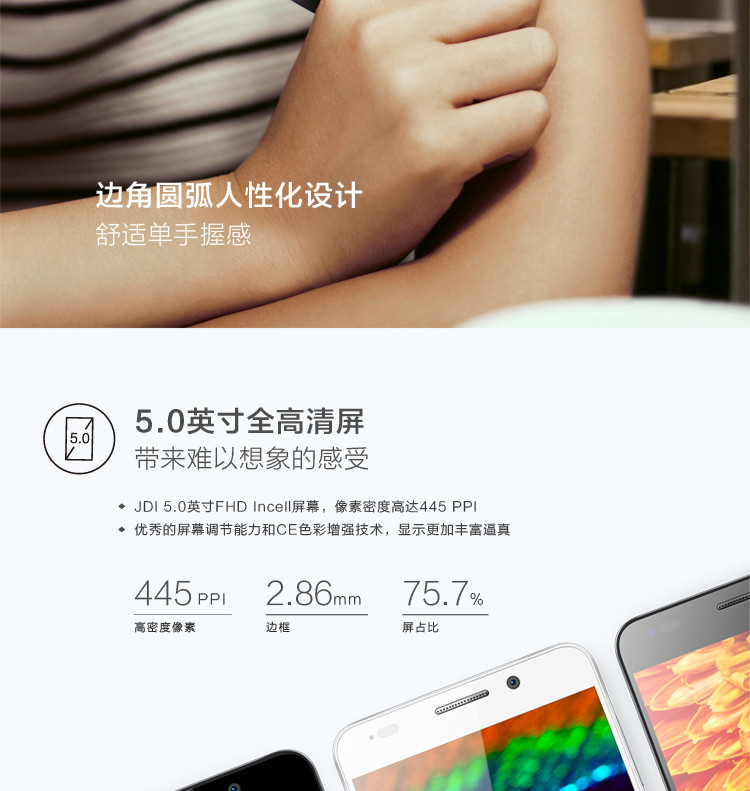 边角圆弧人性化设计
舒适单手握感
5.0
5.0英寸全高清屏
带来难以想象的感受
JDI 5.0英寸FHD Incell屏幕，像素密度高达445 PPI
优秀的屏幕调节能力和CE色彩增强技术，显示更加丰富逼真
445 PPI 2.86mm 75.7%
高密度像素 边框 屏占比